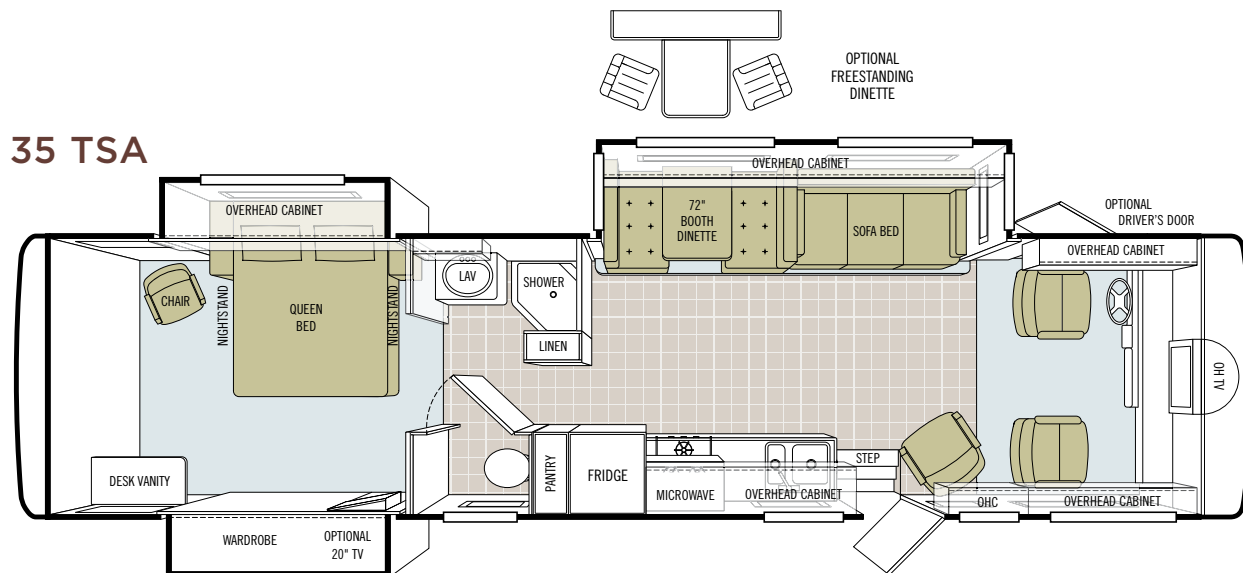 OPTIONAL
FREESTANDING
DINETTE
35 TSA
OVERHEAD CABINET
OVERHEAD CABINET
72"
BOOTH
DINETTE
SOFA BED
OPTIONAL
DRIVER'S DOOR
OVERHEAD CABINET
LAV
SHOWER
CHAIR
NIGHTSTAND
QUEEN
BED
NIGHTSTAND
LINEN
OH TV
DESK VANITY
PANTRY
FRIDGE
MICROWAVE
OVERHEAD CABINET
STEP
OHC
OVERHEAD CABINET
WARDROBE
OPTIONAL
20" TV